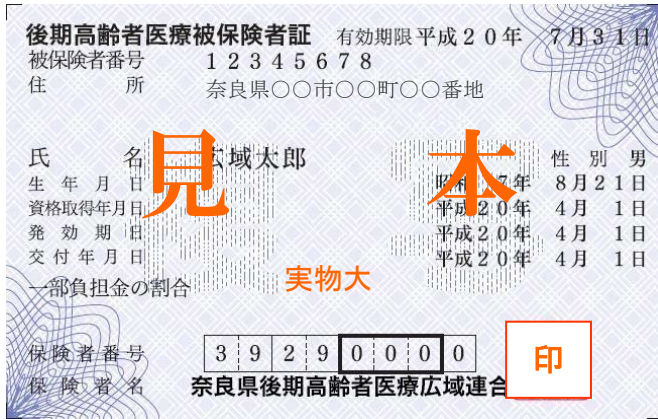 後期高齢者医療被保険者証 有効期限 平成20年 7月31日
被保険者番号 12345678
住所 奈良県〇〇市〇〇町〇〇番地
氏名 広域太郎 性別 男
生年月日 昭和 7年 8月21日
資格取得年月日 平成20年 4月 1日
発効期日 平成20年 4月 1日
交付年月日 平成20年 4月 1日
見本
実物大
一部負担金の割合
保険者番号 39290000
印
保険者名 奈良県後期高齢者医療広域連合